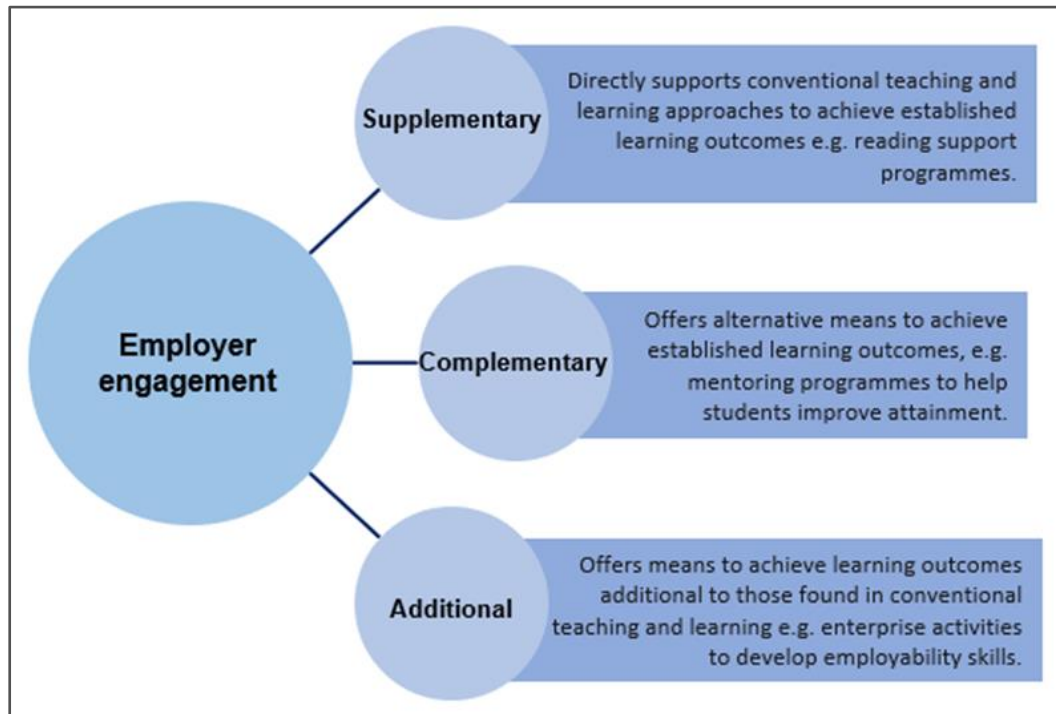 Employer
engagement
Supplementary
Directly supports conventional teaching and
learning approaches to achieve established
learning outcomes e.g. reading support
programmes.
Complementary
Offers alternative means to achieve
established learning outcomes, e.g.
mentoring programmes to help
students improve attainment.
Additional
Offers means to achieve learning outcomes
additional to those found in conventional
teaching and learning e.g. enterprise activities
to develop employability skills.